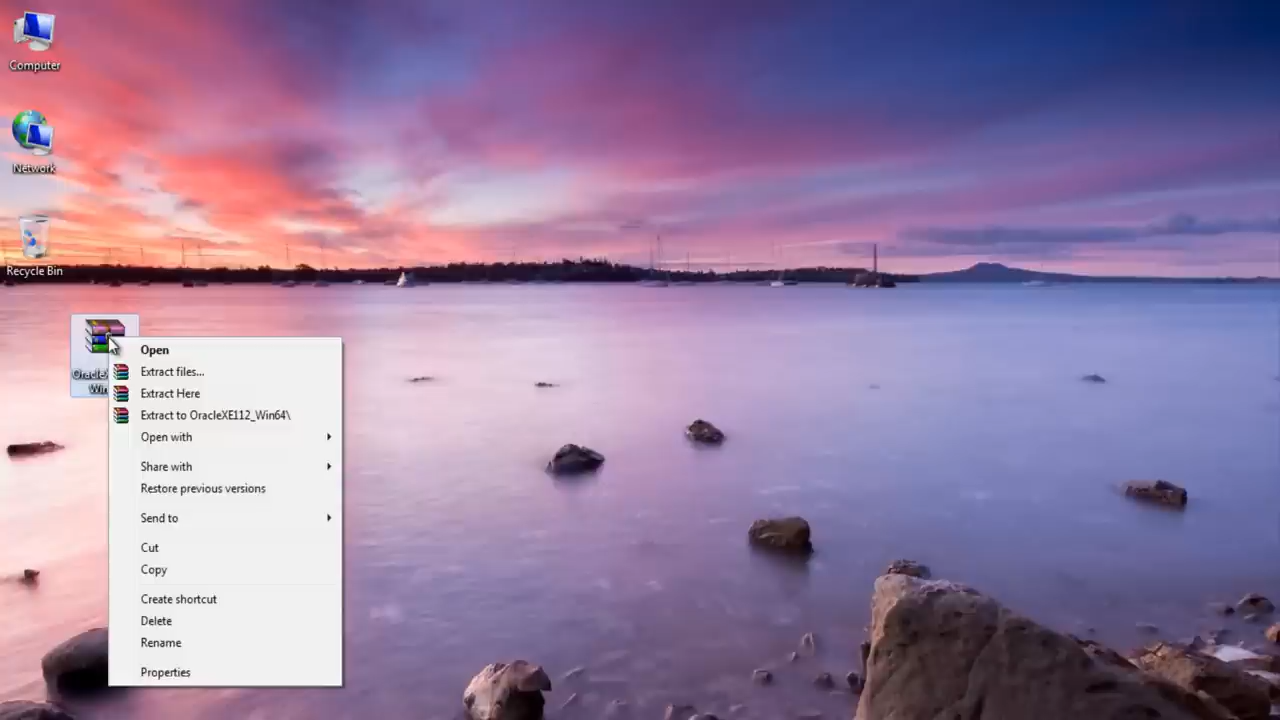 Computer
Network
Recycle Bin
Open
Extract files...
Extract Here
Extract to OracleXE112_Win64\
Open with
Share with
Restore previous versions
Send to
Cut
Copy
Create shortcut
Delete
Rename
Properties